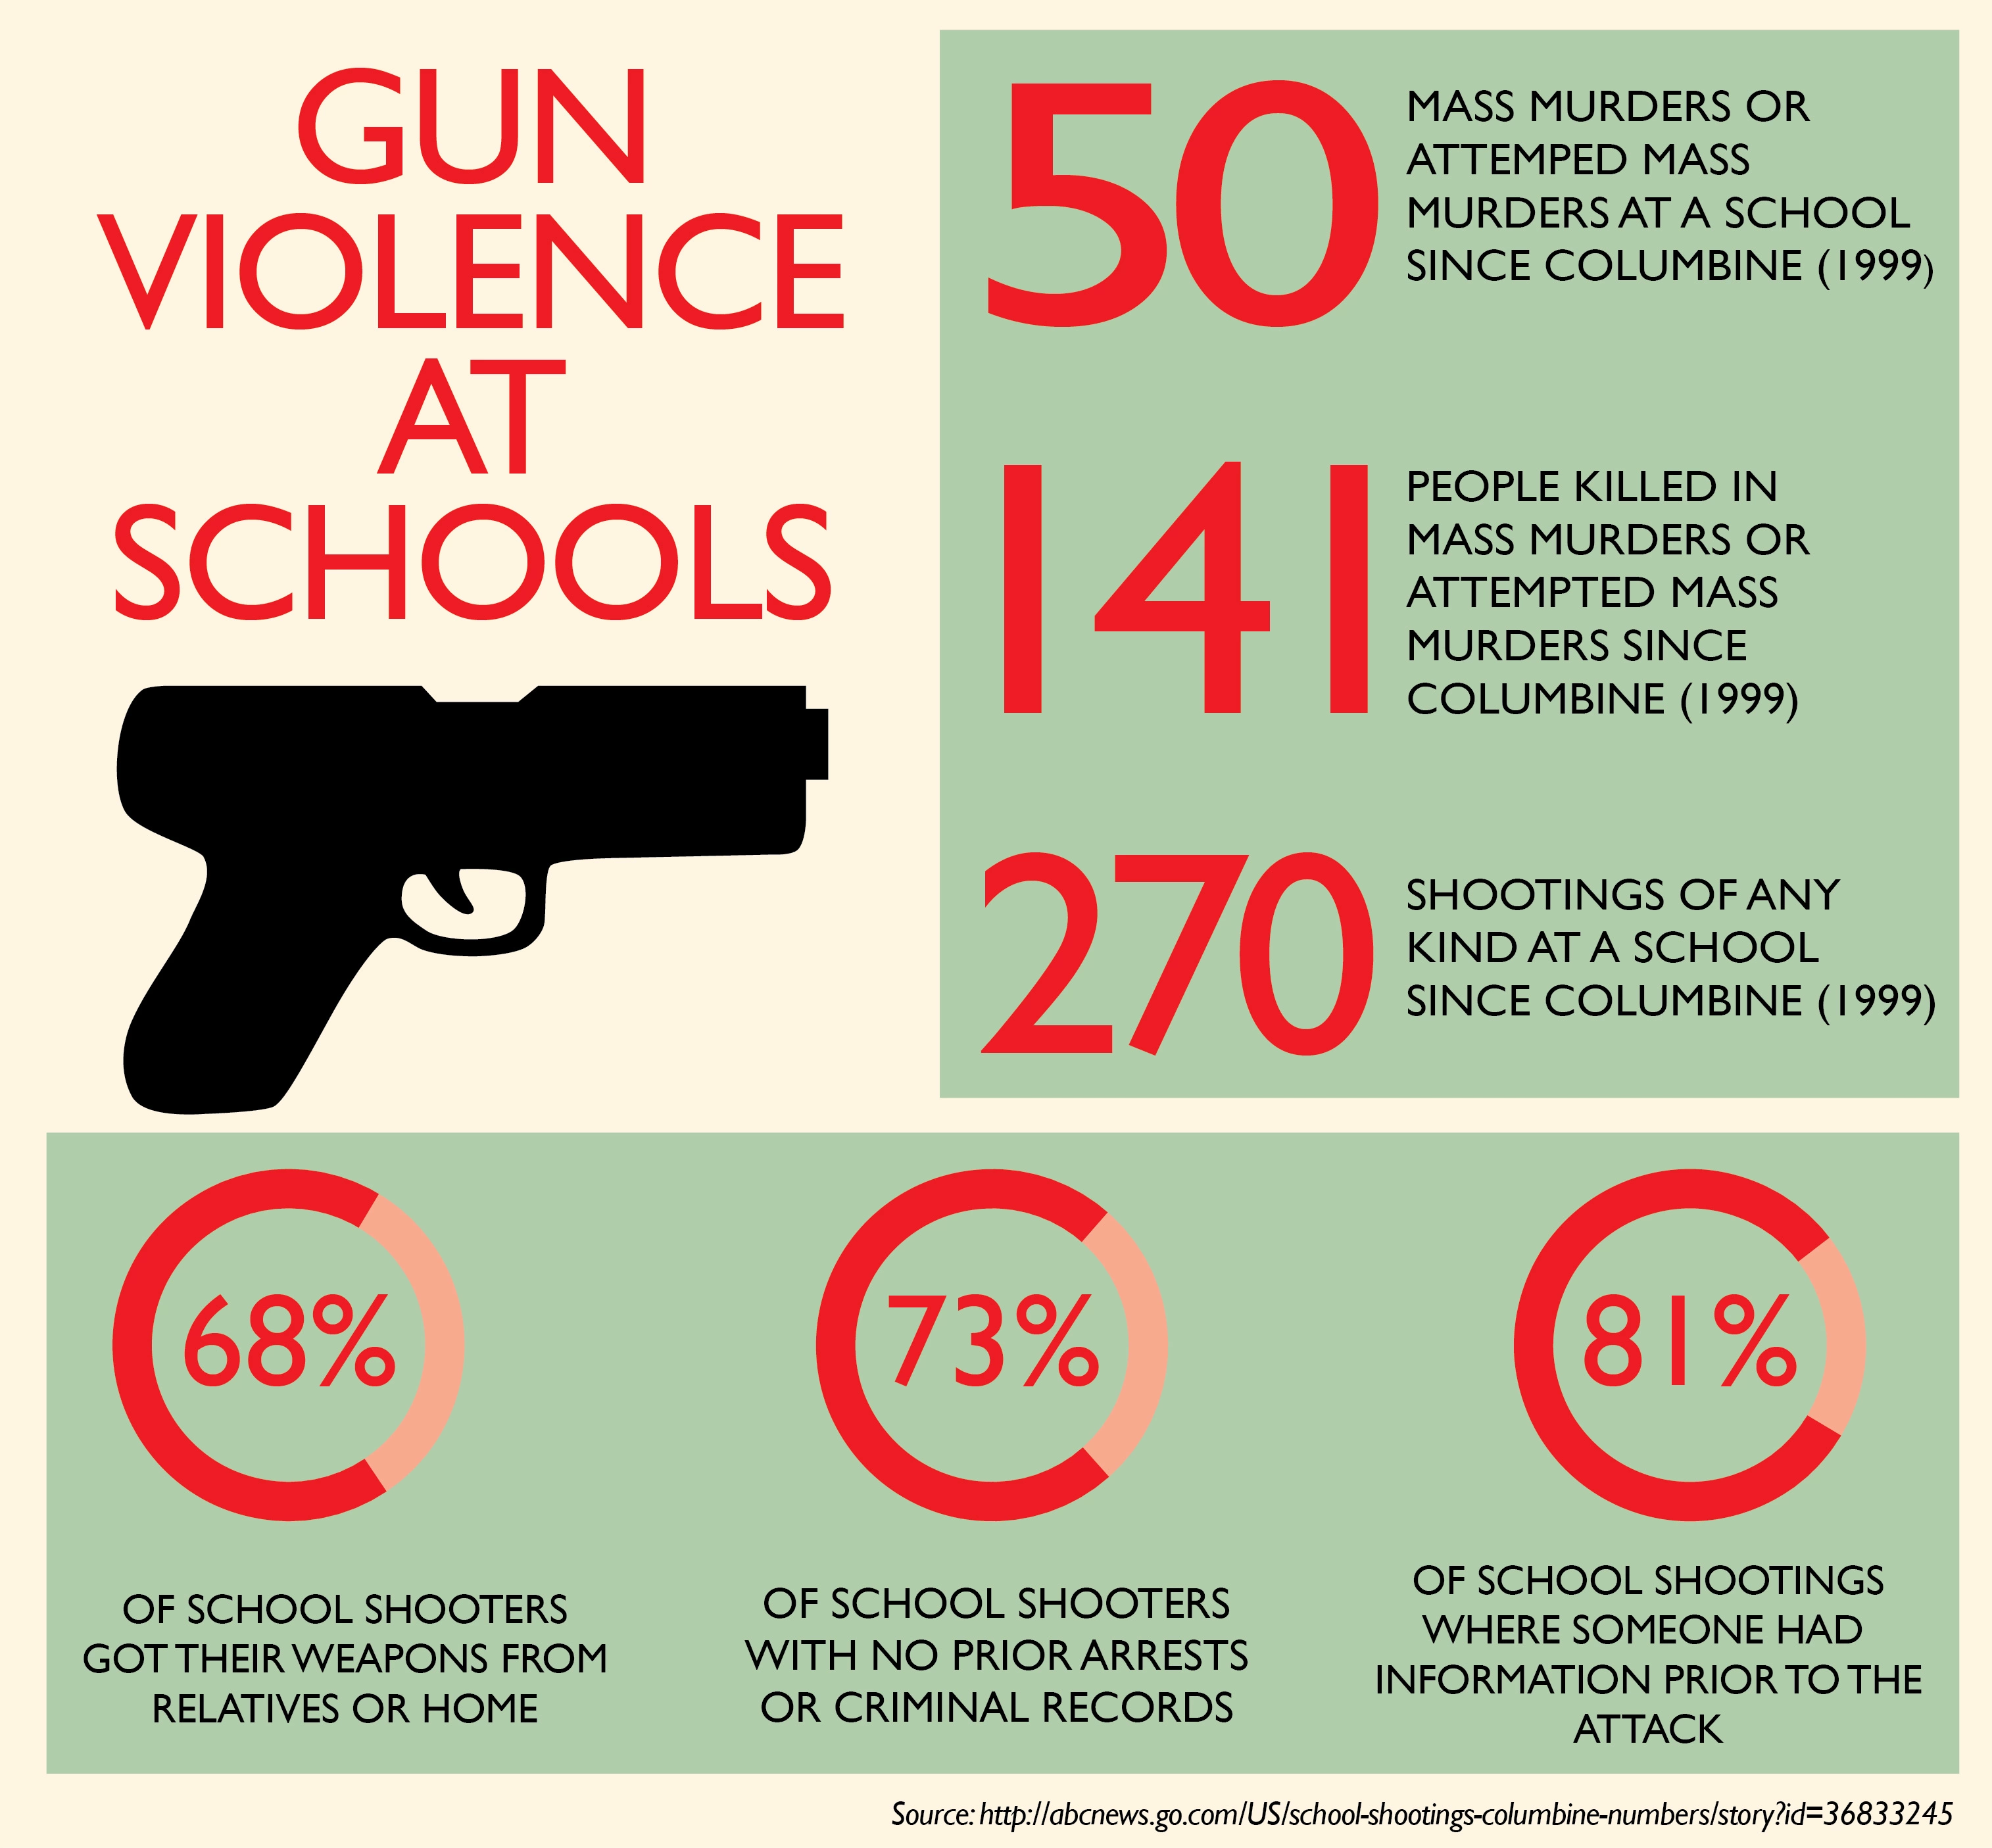 GUN
VIOLENCE
AT
SCHOOLS
50
MASS MURDERS OR
ATTEMPED MASS
MURDERS AT A SCHOOL
SINCE COLUMBINE (1999)
141
PEOPLE KILLED IN
MASS MURDERS OR
ATTEMPTED MASS
MURDERS SINCE
COLUMBINE (1999)
270
SHOOTINGS OF ANY
KIND AT A SCHOOL
SINCE COLUMBINE (1999)
68%
OF SCHOOL SHOOTERS
GOT THEIR WEAPONS FROM
RELATIVES OR HOME
73%
OF SCHOOL SHOOTERS
WITH NO PRIOR ARRESTS
OR CRIMINAL RECORDS
81%
OF SCHOOL SHOOTINGS
WHERE SOMEONE HAD
INFORMATION PRIOR TO THE
ATTACK
Source: http://abcnews.go.com/US/school-shootings-columbine-numbers/story?id=36833245